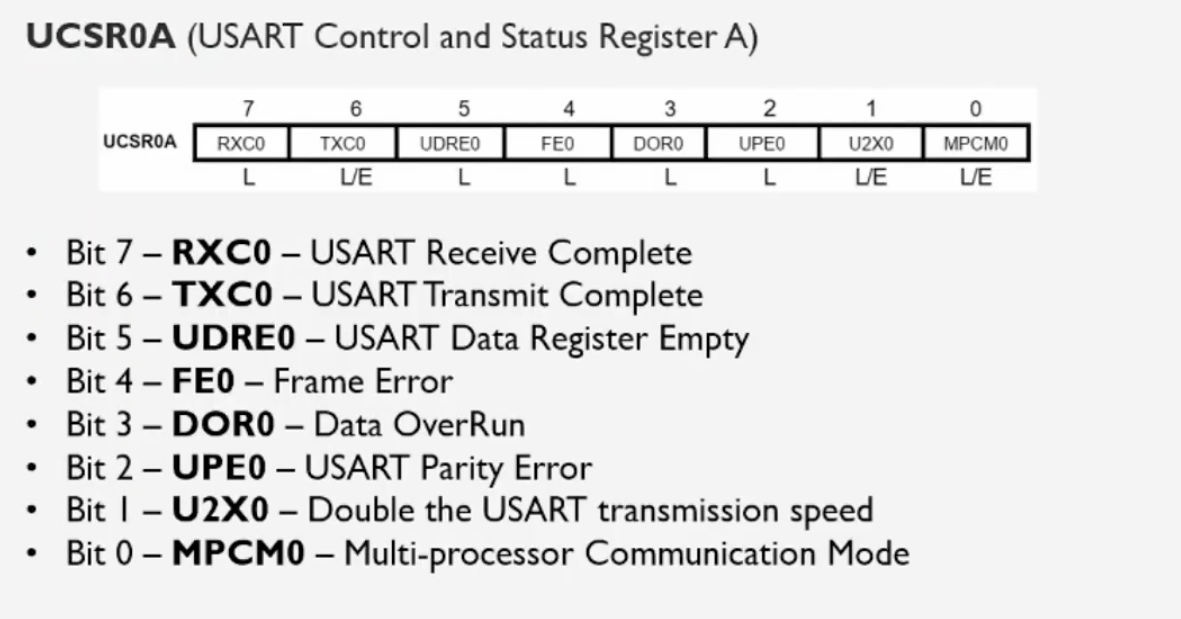 UCSR0A (USART Control and Status Register A)
7 6 5 4 3 2 1 0
UCSR0A RXC0 TXC0 UDRE0 FE0 DOR0 UPE0 U2X0 MPCM0
L L/E L L L L L/E L/E
• Bit 7 – RXC0 – USART Receive Complete
• Bit 6 – TXC0 – USART Transmit Complete
• Bit 5 – UDRE0 – USART Data Register Empty
• Bit 4 – FE0 – Frame Error
• Bit 3 – DOR0 – Data OverRun
• Bit 2 – UPE0 – USART Parity Error
• Bit 1 – U2X0 – Double the USART transmission speed
• Bit 0 – MPCM0 – Multi-processor Communication Mode